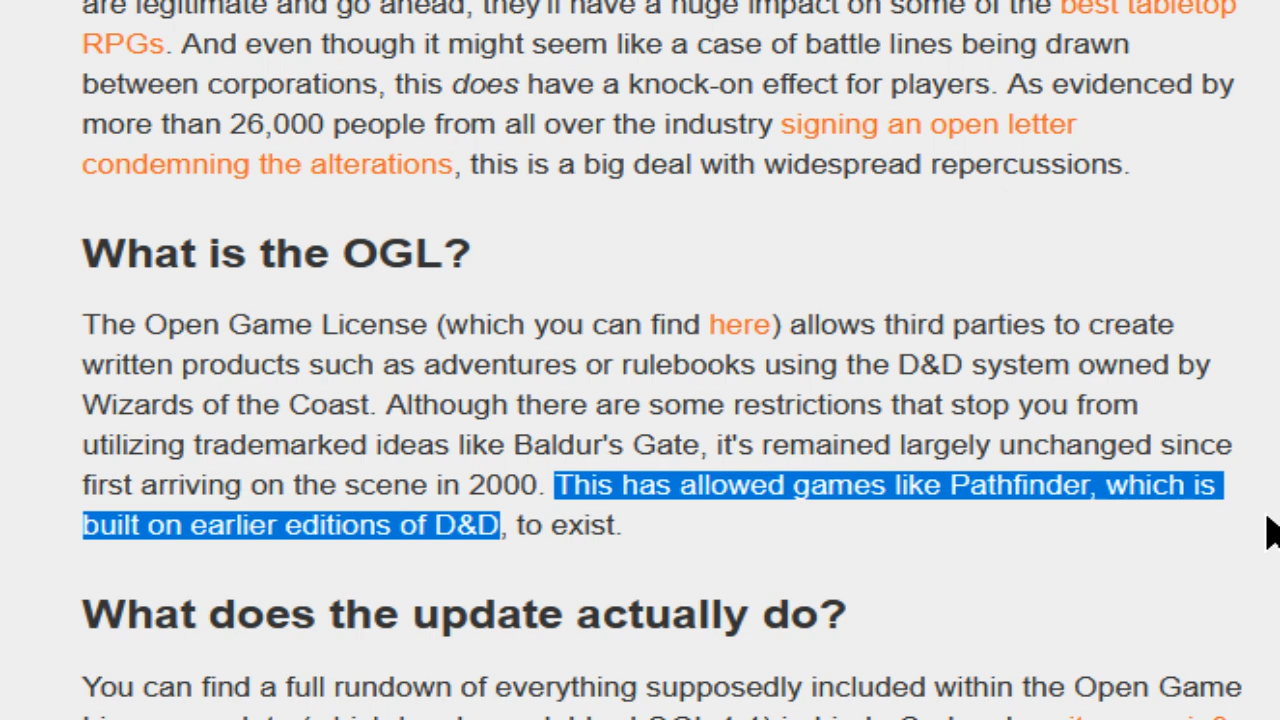 are legitimate and go ahead, they'll have a huge impact on some of the best tabletop
RPGs. And even though it might seem like a case of battle lines being drawn
between corporations, this does have a knock-on effect for players. As evidenced by
more than 26,000 people from all over the industry signing an open letter
condemning the alterations, this is a big deal with widespread repercussions.
What is the OGL?
The Open Game License (which you can find here) allows third parties to create
written products such as adventures or rulebooks using the D&D system owned by
Wizards of the Coast. Although there are some restrictions that stop you from
utilizing trademarked ideas like Baldur's Gate, it's remained largely unchanged since
first arriving on the scene in 2000. This has allowed games like Pathfinder, which is
built on earlier editions of D&D, to exist.
What does the update actually do?
You can find a full rundown of everything supposedly included within the Open Game